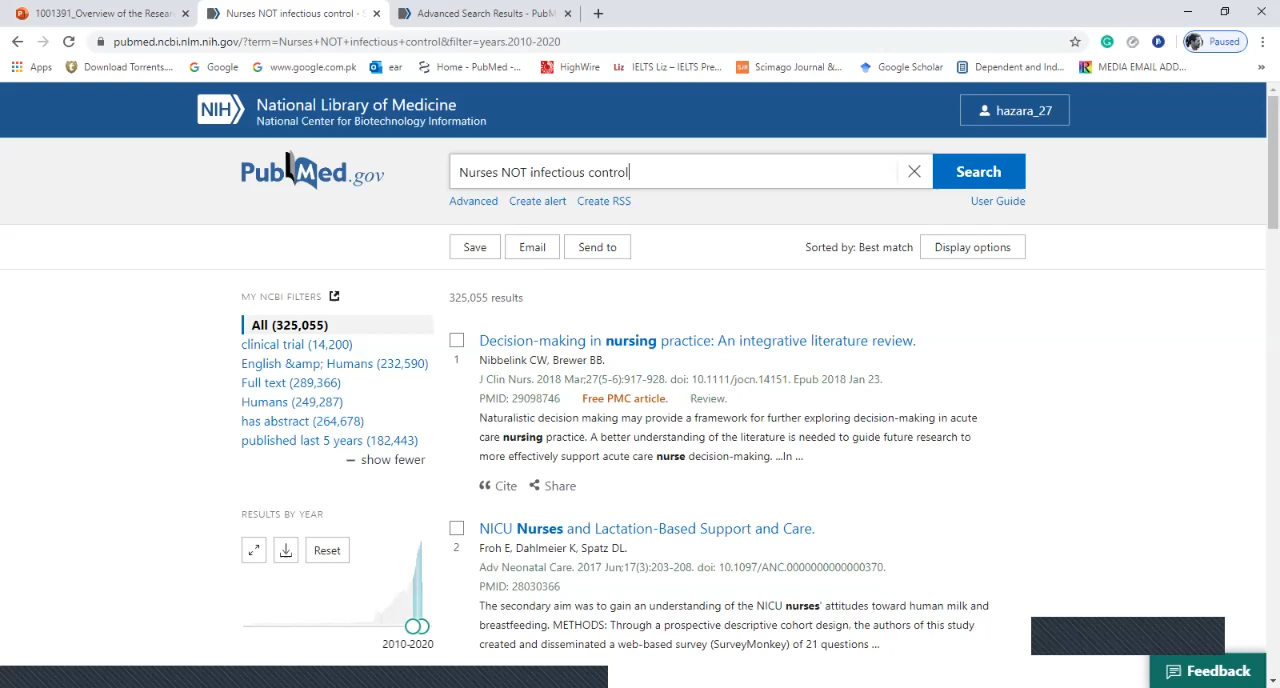 1001391_Overview of the Resear
Nurses NOT infectious control - S
Advanced Search Results - PubM
pubmed.ncbi.nlm.nih.gov/?term=Nurses+NOT+infectious+control&filter=years.2010-2020
Paused
Apps
Download Torrents....
Google
www.google.com.pk
ear
Home - PubMed -...
HighWire
Liz IELTS Liz – IELTS Pre...
Scimago Journal &...
Google Scholar
Dependent and Ind...
MEDIA EMAIL ADD...
NIH
National Library of Medicine
National Center for Biotechnology Information
hazara_27
PubMed.gov
Nurses NOT infectious control
Search
Advanced
Create alert
Create RSS
User Guide
Save
Email
Send to
Sorted by: Best match
Display options
MY NCBI FILTERS
All (325,055)
clinical trial (14,200)
English &amp; Humans (232,590)
Full text (289,366)
Humans (249,287)
has abstract (264,678)
published last 5 years (182,443)
— show fewer
RESULTS BY YEAR
Reset
2010-2020
325,055 results
Decision-making in nursing practice: An integrative literature review.
1
Nibbelink CW, Brewer BB.
J Clin Nurs. 2018 Mar;27(5-6):917-928. doi: 10.1111/jocn.14151. Epub 2018 Jan 23.
PMID: 29098746 Free PMC article. Review.
Naturalistic decision making may provide a framework for further exploring decision-making in acute
care nursing practice. A better understanding of the literature is needed to guide future research to
more effectively support acute care nurse decision-making. ...In ...
Cite
Share
NICU Nurses and Lactation-Based Support and Care.
2
Froh E, Dahlmeier K, Spatz DL.
Adv Neonatal Care. 2017 Jun;17(3):203-208. doi: 10.1097/ANC.0000000000000370.
PMID: 28030366
The secondary aim was to gain an understanding of the NICU nurses' attitudes toward human milk and
breastfeeding. METHODS: Through a prospective descriptive cohort design, the authors of this study
created and disseminated a web-based survey (SurveyMonkey) of 21 questions ...
Feedback